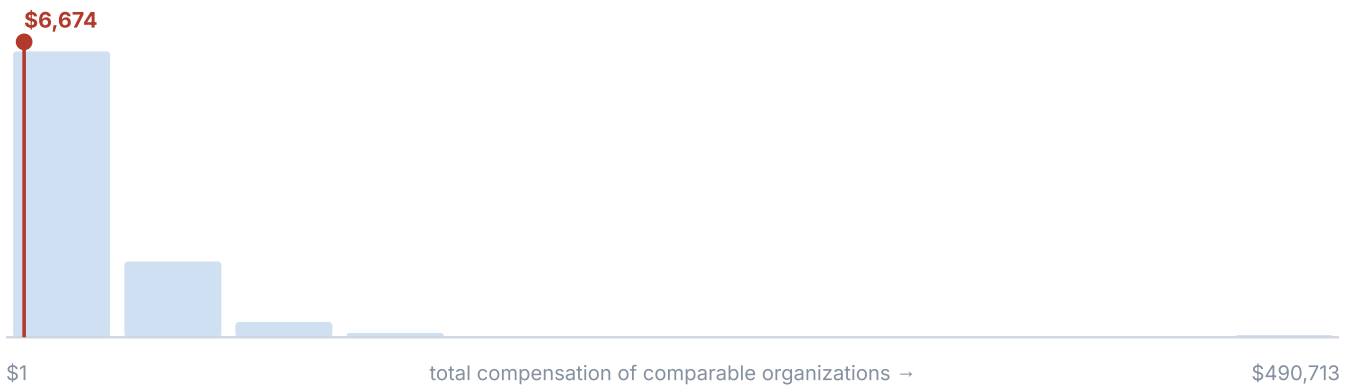 $6,674
$1 total compensation of comparable organizations → $490,713